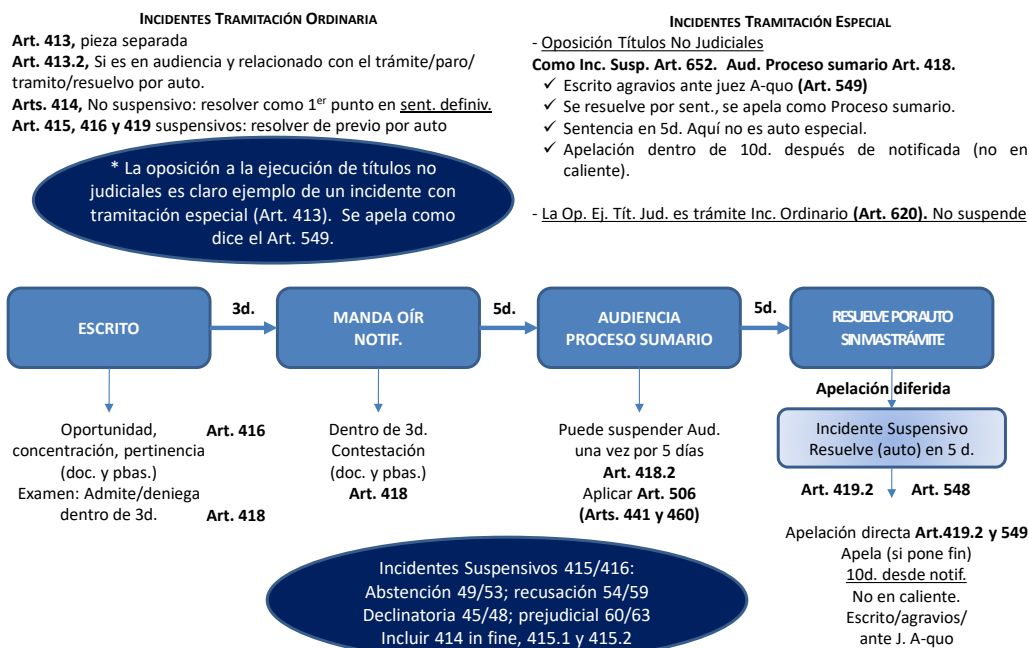 INCIDENTES TRAMITACIÓN ORDINARIA
Art. 413, pieza separada
Art. 413.2, Si es en audiencia y relacionado con el trámite/paro/
tramito/resuelvo por auto.
Arts. 414, No suspensivo: resolver como 1er punto en sent. definiv.
Art. 415, 416 y 419 suspensivos: resolver de previo por auto
* La oposición a la ejecución de títulos no
judiciales es claro ejemplo de un incidente con
tramitación especial (Art. 413). Se apela como
dice el Art. 549.
INCIDENTES TRAMITACIÓN ESPECIAL
- Oposición Títulos No Judiciales
Como Inc. Susp. Art. 652. Aud. Proceso sumario Art. 418.
✓ Escrito agravios ante juez A-quo (Art. 549)
✓ Se resuelve por sent., se apela como Proceso sumario.
✓ Sentencia en 5d. Aquí no es auto especial.
✓ Apelación dentro de 10d. después de notificada (no en
caliente).
- La Op. Ej. Tít. Jud. es trámite Inc. Ordinario (Art. 620). No suspende
ESCRITO
3d.
MANDA OÍR
NOTIF.
5d.
AUDIENCIA
PROCESO SUMARIO
5d.
RESUELVE POR AUTO
SIN MAS TRÁMITE
Oportunidad,
concentración, pertinencia
(doc. y pbas.)
Examen: Admite/deniega
dentro de 3d.
Art. 416
Art. 418
Dentro de 3d.
Contestación
(doc. y pbas.)
Art. 418
Puede suspender Aud.
una vez por 5 días
Art. 418.2
Aplicar Art. 506
(Arts. 441 y 460)
Apelación diferida
Incidente Suspensivo
Resuelve (auto) en 5 d.
Art. 419.2 Art. 548
Apelación directa Art.419.2 y 549
Apela (si pone fin)
10d. desde notif.
No en caliente.
Escrito/agravios/
ante J. A-quo
Incidentes Suspensivos 415/416:
Abstención 49/53; recusación 54/59
Declinatoria 45/48; prejudicial 60/63
Incluir 414 in fine, 415.1 y 415.2